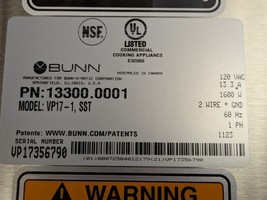 NSF
UL
LISTED
COMMERCIAL
COOKING APPLIANCE
E32060
BUNN
MANUFACTURED FOR BUNN-O-MATIC CORPORATION
SPRINGFIELD, ILLINOIS, U.S.A
ASSEMBLED IN CANADA
PN:13300.0001
MODEL: VP17-1, SST
120 VAC
13.3 A
1600 W
2 WIRE + GND
60 Hz
1 PH
1123
Patents: WWW.BUNN.COM/PATENTS
SERIAL NUMBER
VP17356790
WARNING